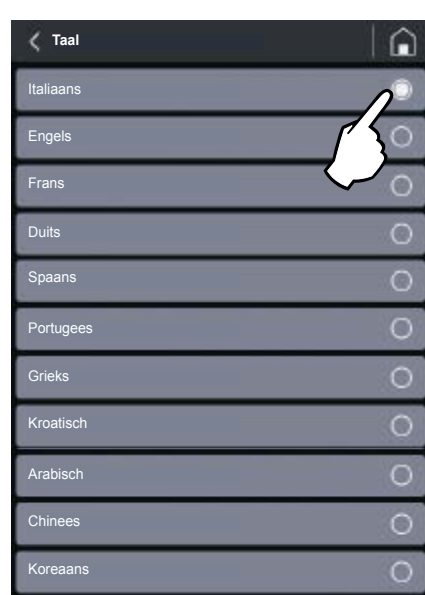 Taal
Italiaans
Engels
Frans
Duits
Spaans
Portugees
Grieks
Kroatisch
Arabisch
Chinees
Koreaans